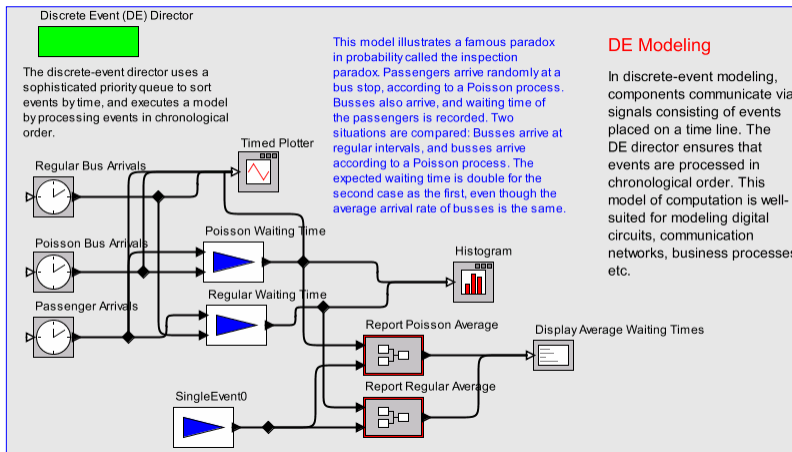 Discrete Event (DE) Director
The discrete-event director uses a
sophisticated priority queue to sort
events by time, and executes a model
by processing events in chronological
order.
This model illustrates a famous paradox
in probability called the inspection
paradox. Passengers arrive randomly at a
bus stop, according to a Poisson process.
Busses also arrive, and waiting time of
the passengers is recorded. Two
situations are compared: Busses arrive at
regular intervals, and busses arrive
according to a Poisson process. The
expected waiting time is double for the
second case as the first, even though the
average arrival rate of busses is the same.
DE Modeling
In discrete-event modeling,
components communicate via
signals consisting of events
placed on a time line. The
DE director ensures that
events are processed in
chronological order. This
model of computation is well-
suited for modeling digital
circuits, communication
networks, business processes
etc.
Timed Plotter
Regular Bus Arrivals
Poisson Bus Arrivals
Poisson Waiting Time
Histogram
Passenger Arrivals
Regular Waiting Time
Report Poisson Average
Display Average Waiting Times
Report Regular Average
SingleEvent0